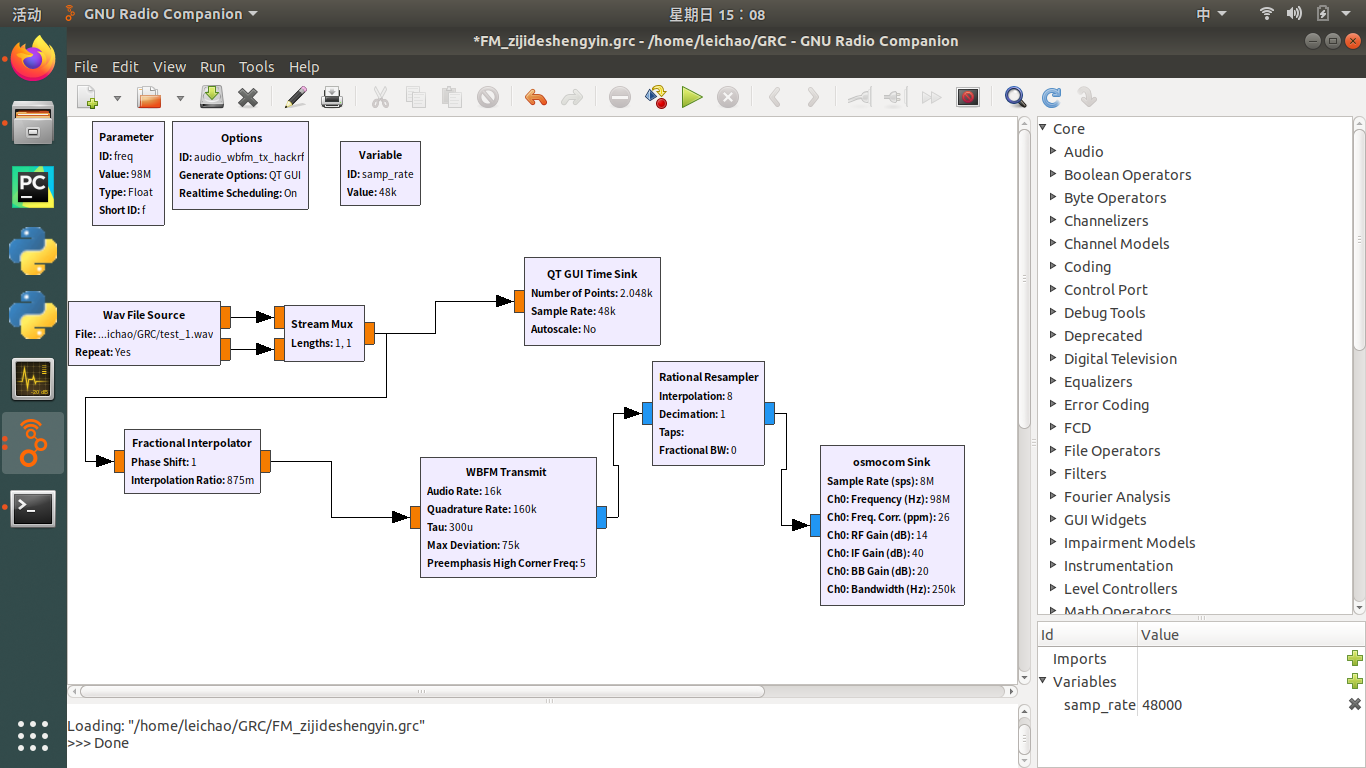 活动
GNU Radio Companion
星期日 15：08
中
*FM_zijideshengyin.grc - /home/leichao/GRC - GNU Radio Companion
File Edit View Run Tools Help
Parameter
ID: freq
Value: 98M
Type: Float
Short ID: f
Options
ID: audio_wbfm_tx_hackrf
Generate Options: QT GUI
Realtime Scheduling: On
Variable
ID: samp_rate
Value: 48k
QT GUI Time Sink
Number of Points: 2.048k
Sample Rate: 48k
Autoscale: No
Wav File Source
File: ...ichao/GRC/test_1.wav
Repeat: Yes
Stream Mux
Lengths: 1, 1
Rational Resampler
Interpolation: 8
Decimation: 1
Taps:
Fractional BW: 0
Fractional Interpolator
Phase Shift: 1
Interpolation Ratio: 875m
WBFM Transmit
Audio Rate: 16k
Quadrature Rate: 160k
Tau: 300u
Max Deviation: 75k
Preemphasis High Corner Freq: 5
osmocom Sink
Sample Rate (sps): 8M
Ch0: Frequency (Hz): 98M
Ch0: Freq. Corr. (ppm): 26
Ch0: RF Gain (dB): 14
Ch0: IF Gain (dB): 40
Ch0: BB Gain (dB): 20
Ch0: Bandwidth (Hz): 250k
Core
Audio
Boolean Operators
Byte Operators
Channelizers
Channel Models
Coding
Control Port
Debug Tools
Deprecated
Digital Television
Equalizers
Error Coding
FCD
File Operators
Filters
Fourier Analysis
GUI Widgets
Impairment Models
Instrumentation
Level Controllers
Math Operators
Id Value
Imports
Variables
samp_rate 48000
Loading: "/home/leichao/GRC/FM_zijideshengyin.grc"
>>> Done
PC
-20 dB